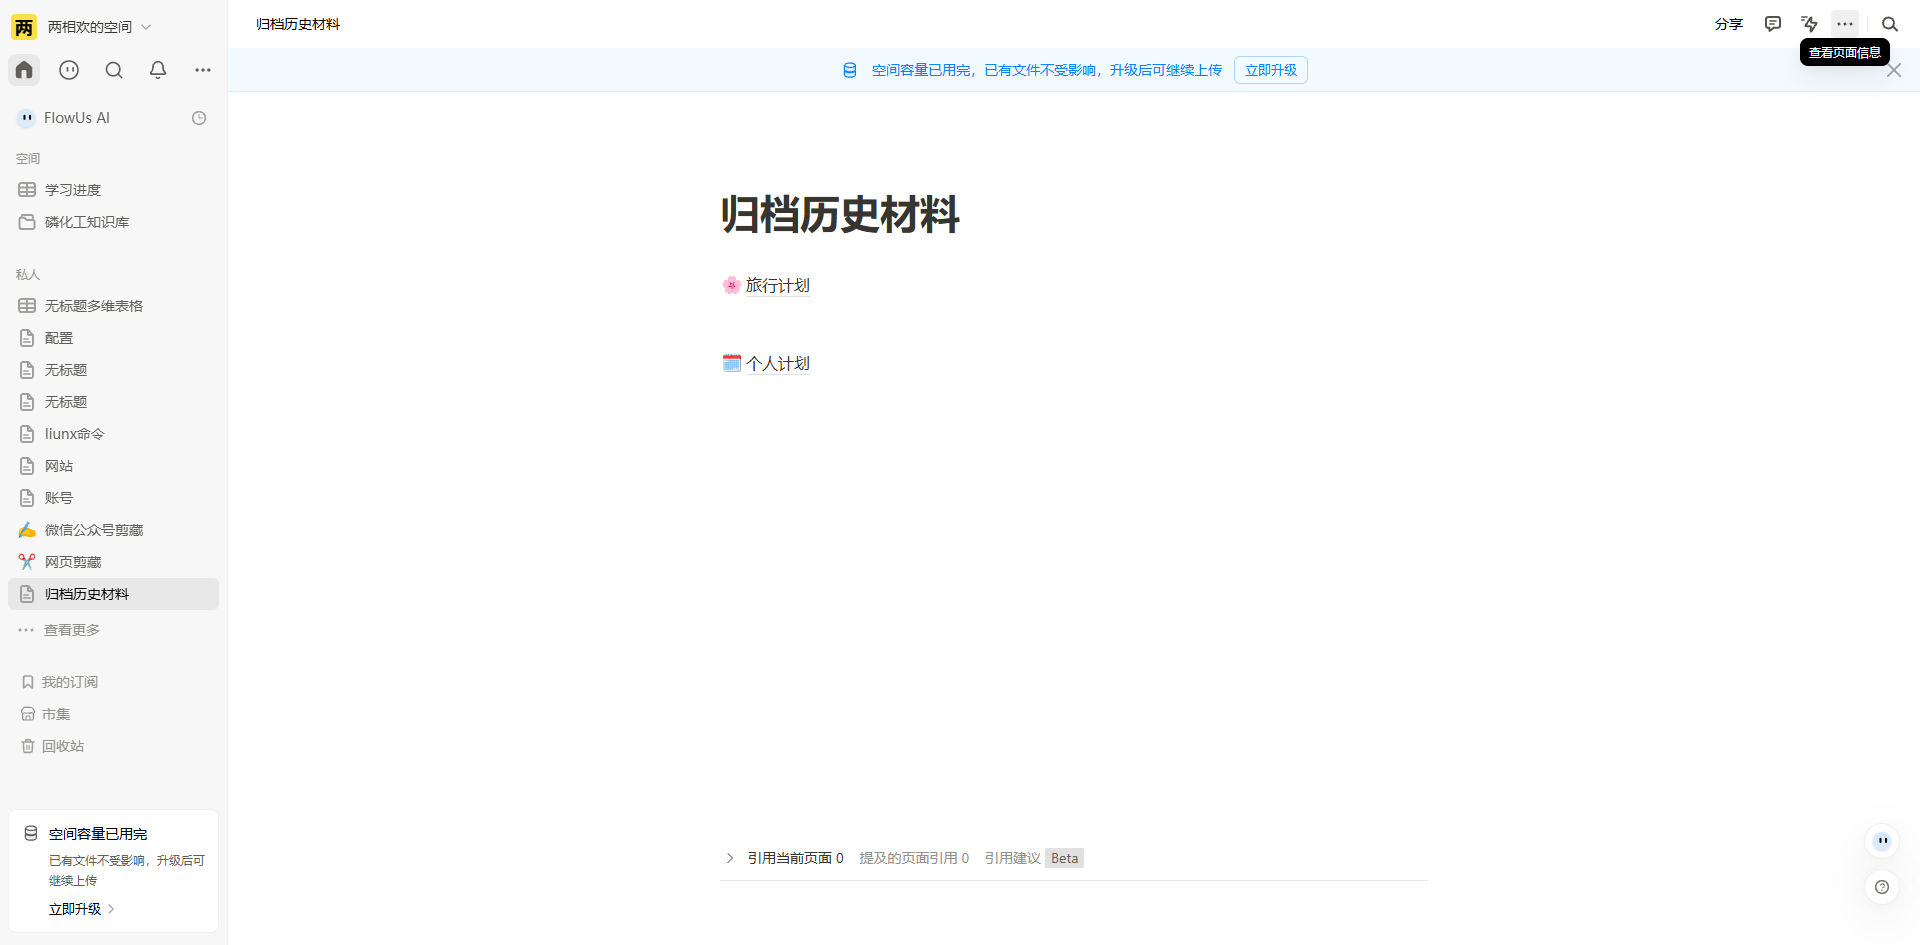 两 两相欢的空间
FlowUs AI
空间
学习进度
磷化工知识库
私人
无标题多维表格
配置
无标题
无标题
liunx命令
网站
账号
微信公众号剪藏
网页剪藏
归档历史材料
查看更多
我的订阅
市集
回收站
空间容量已用完
已有文件不受影响，升级后可
继续上传
立即升级
归档历史材料
分享
查看页面信息
空间容量已用完，已有文件不受影响，升级后可继续上传 立即升级
归档历史材料
旅行计划
个人计划
引用当前页面 0 提及的页面引用 0 引用建议 Beta